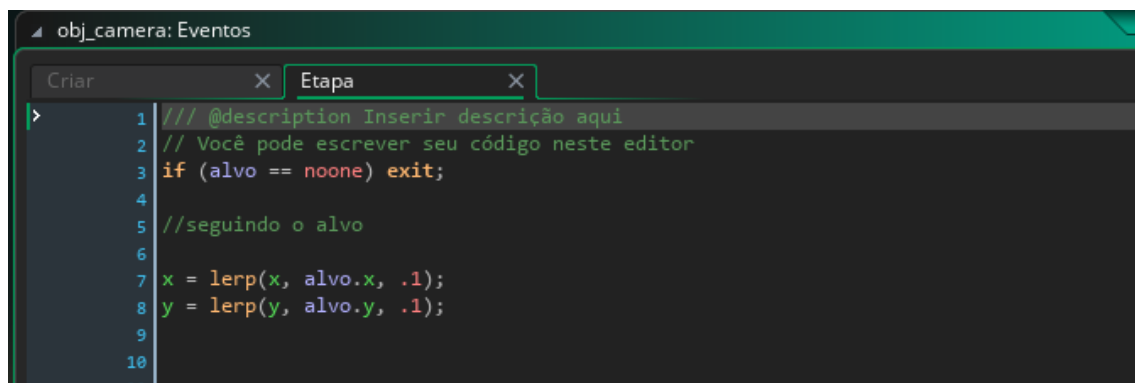 obj_camera: Eventos
Criar × Etapa ×
1 /// @description Inserir descrição aqui
2 // Você pode escrever seu código neste editor
3 if (alvo == noone) exit;
4
5 //seguindo o alvo
6
7 x = lerp(x, alvo.x, .1);
8 y = lerp(y, alvo.y, .1);
9
10